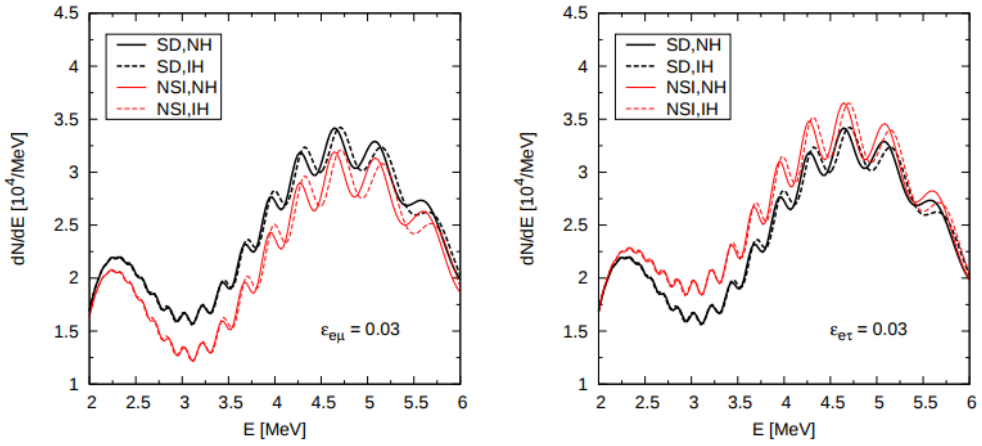 4.5
4
3.5
3
2.5
2
1.5
1
dN/dE [10⁴/MeV]
SD,NH
SD,IH
NSI,NH
NSI,IH
ε_eμ = 0.03
2 2.5 3 3.5 4 4.5 5 5.5 6
E [MeV]
4.5
4
3.5
3
2.5
2
1.5
1
dN/dE [10⁴/MeV]
SD,NH
SD,IH
NSI,NH
NSI,IH
ε_eτ = 0.03
2 2.5 3 3.5 4 4.5 5 5.5 6
E [MeV]